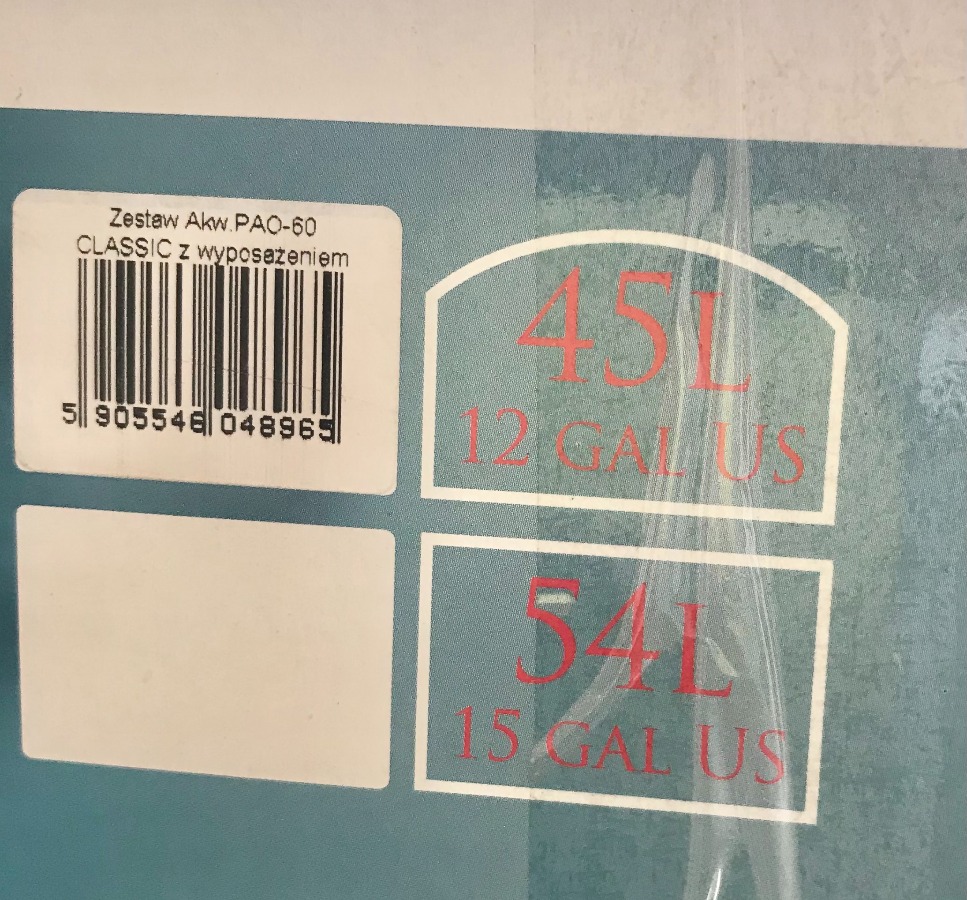 Zestaw Akw.PAO-60
CLASSIC z wyposażeniem
5 905546 048965
45L
12 GAL US
54L
15 GAL US